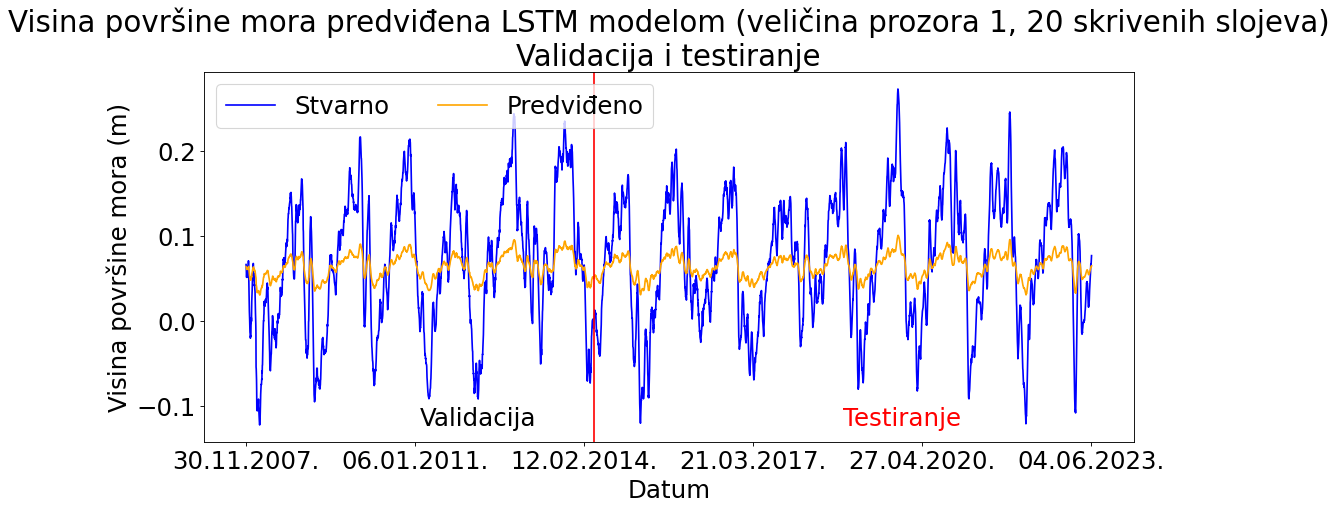 Visina površine mora predviđena LSTM modelom (veličina prozora 1, 20 skrivenih slojeva)
Validacija i testiranje
Stvarno
Predviđeno
Visina površine mora (m)
0.2
0.1
0.0
−0.1
Validacija
Testiranje
30.11.2007.
06.01.2011.
12.02.2014.
21.03.2017.
27.04.2020.
04.06.2023.
Datum